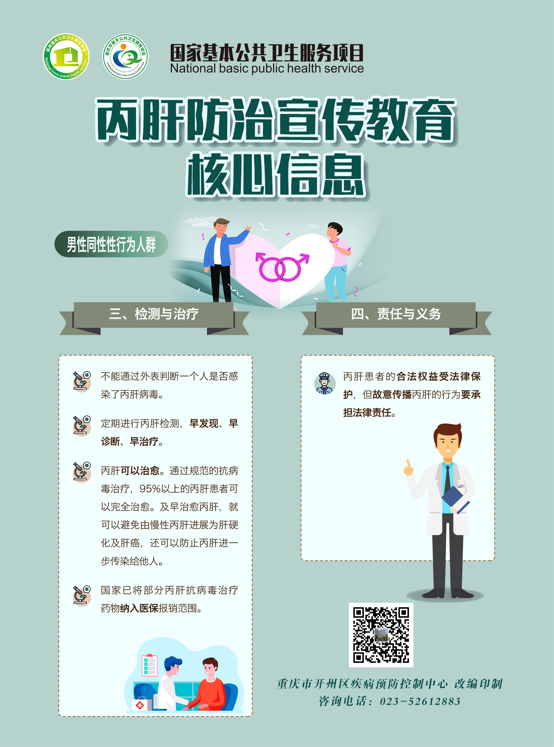 国家基本公共卫生服务项目
National basic public health service
丙肝防治宣传教育
核心信息
男性同性性行为人群
三、检测与治疗
不能通过外表判断一个人是否感
染了丙肝病毒。
定期进行丙肝检测，早发现、早
诊断、早治疗。
丙肝可以治愈。通过规范的抗病
毒治疗，95%以上的丙肝患者可
以完全治愈。及早治愈丙肝，就
可以避免由慢性丙肝进展为肝硬
化及肝癌，还可以防止丙肝进一
步传染给他人。
国家已将部分丙肝抗病毒治疗
药物纳入医保报销范围。
四、责任与义务
丙肝患者的合法权益受法律保
护，但故意传播丙肝的行为要承
担法律责任。
重庆市开州区疾病预防控制中心 改编印制
咨询电话：023-52612883